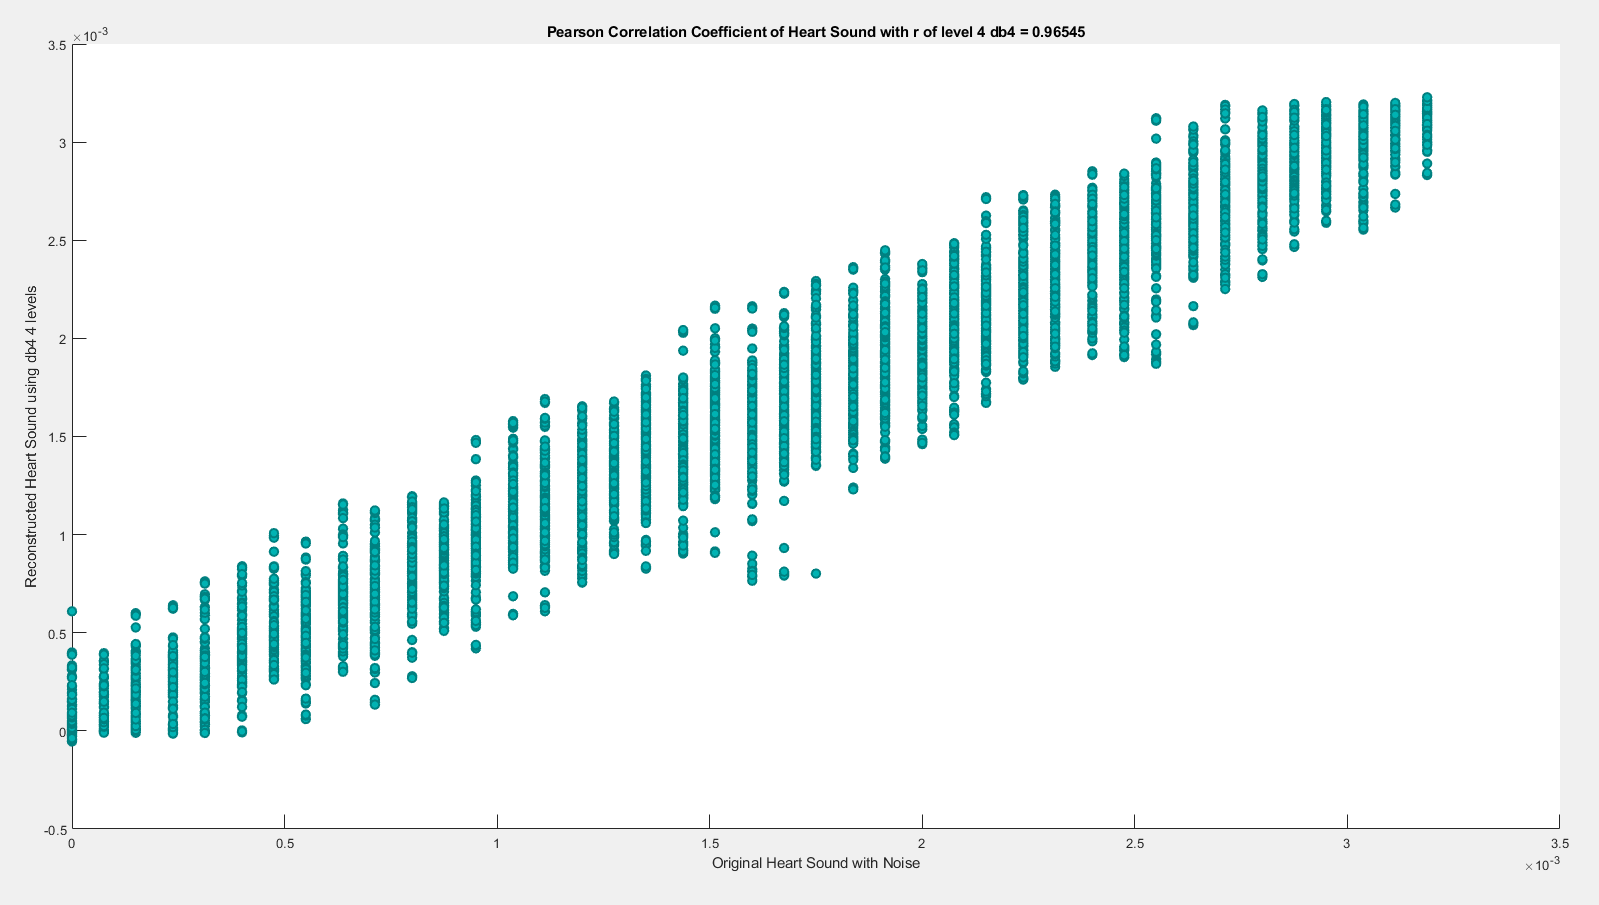 Pearson Correlation Coefficient of Heart Sound with r of level 4 db4 = 0.96545
×10⁻³
3.5
3
2.5
2
1.5
1
0.5
0
-0.5
Reconstructed Heart Sound using db4 4 levels
0 0.5 1 1.5 2 2.5 3 3.5
Original Heart Sound with Noise
×10⁻³